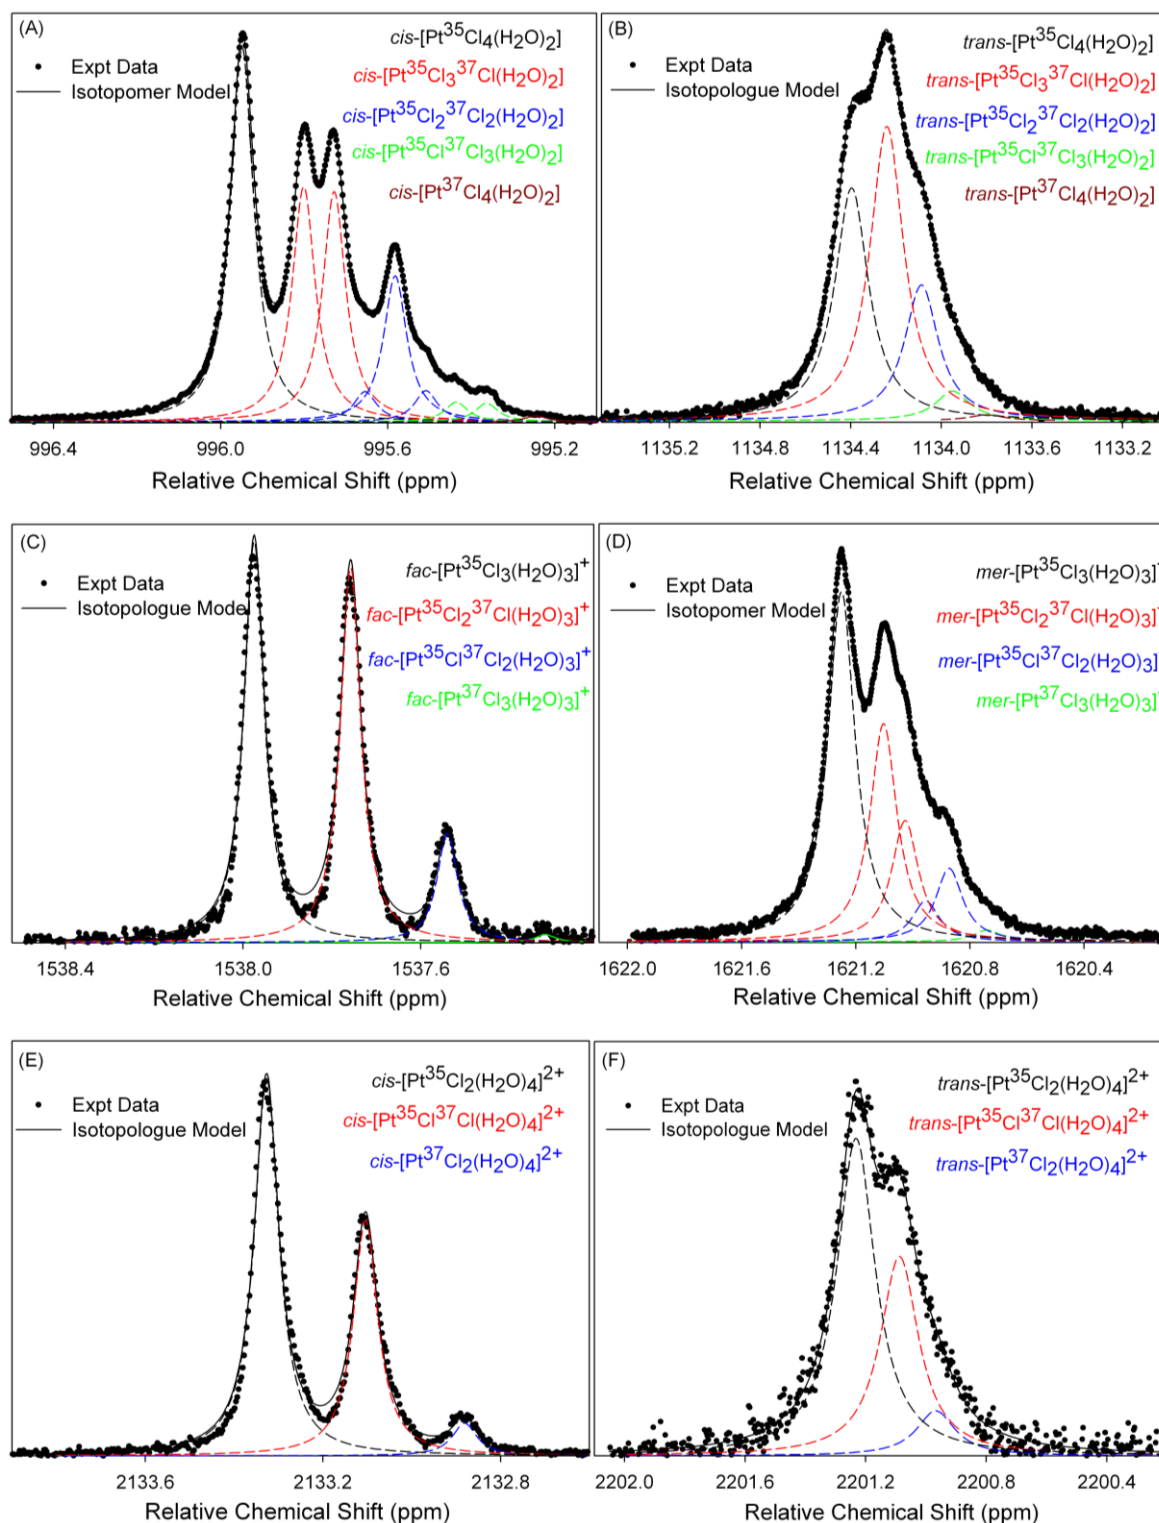 (A)
cis-[Pt³⁵Cl₄(H₂O)₂]
Expt Data
cis-[Pt³⁵Cl₃³⁷Cl(H₂O)₂]
Isotopomer Model
cis-[Pt³⁵Cl₂³⁷Cl₂(H₂O)₂]
cis-[Pt³⁵Cl³⁷Cl₃(H₂O)₂]
cis-[Pt³⁷Cl₄(H₂O)₂]
996.4 996.0 995.6 995.2
Relative Chemical Shift (ppm)
(B)
trans-[Pt³⁵Cl₄(H₂O)₂]
Expt Data
trans-[Pt³⁵Cl₃³⁷Cl(H₂O)₂]
Isotopologue Model
trans-[Pt³⁵Cl₂³⁷Cl₂(H₂O)₂]
trans-[Pt³⁵Cl³⁷Cl₃(H₂O)₂]
trans-[Pt³⁷Cl₄(H₂O)₂]
1135.2 1134.8 1134.4 1134.0 1133.6 1133.2
Relative Chemical Shift (ppm)
(C)
fac-[Pt³⁵Cl₃(H₂O)₃]⁺
Expt Data
Isotopologue Model
fac-[Pt³⁵Cl₂³⁷Cl(H₂O)₃]⁺
fac-[Pt³⁵Cl³⁷Cl₂(H₂O)₃]⁺
fac-[Pt³⁷Cl₃(H₂O)₃]⁺
1538.4 1538.0 1537.6
Relative Chemical Shift (ppm)
(D)
mer-[Pt³⁵Cl₃(H₂O)₃]
Expt Data
Isotopomer Model
mer-[Pt³⁵Cl₂³⁷Cl(H₂O)₃]
mer-[Pt³⁵Cl³⁷Cl₂(H₂O)₃]
mer-[Pt³⁷Cl₃(H₂O)₃]
1622.0 1621.6 1621.2 1620.8 1620.4
Relative Chemical Shift (ppm)
(E)
cis-[Pt³⁵Cl₂(H₂O)₄]²⁺
Expt Data
cis-[Pt³⁵Cl³⁷Cl(H₂O)₄]²⁺
Isotopologue Model
cis-[Pt³⁷Cl₂(H₂O)₄]²⁺
2133.6 2133.2 2132.8
Relative Chemical Shift (ppm)
(F)
trans-[Pt³⁵Cl₂(H₂O)₄]²⁺
Expt Data
trans-[Pt³⁵Cl³⁷Cl(H₂O)₄]²⁺
Isotopologue Model
trans-[Pt³⁷Cl₂(H₂O)₄]²⁺
2202.0 2201.6 2201.2 2200.8 2200.4
Relative Chemical Shift (ppm)